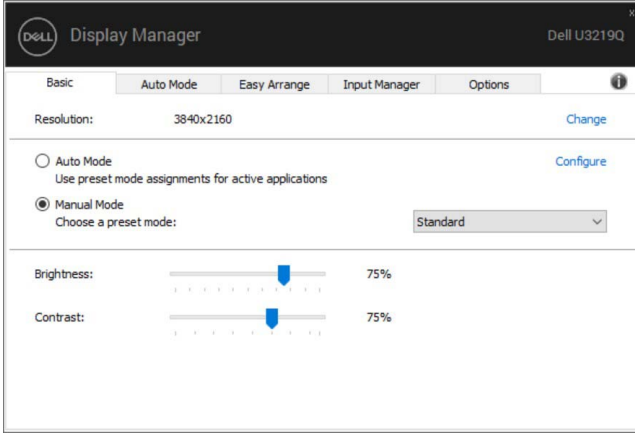 DELL Display Manager
Dell U3219Q
Basic Auto Mode Easy Arrange Input Manager Options
Resolution: 3840x2160 Change
Auto Mode Configure
Use preset mode assignments for active applications
Manual Mode
Choose a preset mode: Standard
Brightness: 75%
Contrast: 75%